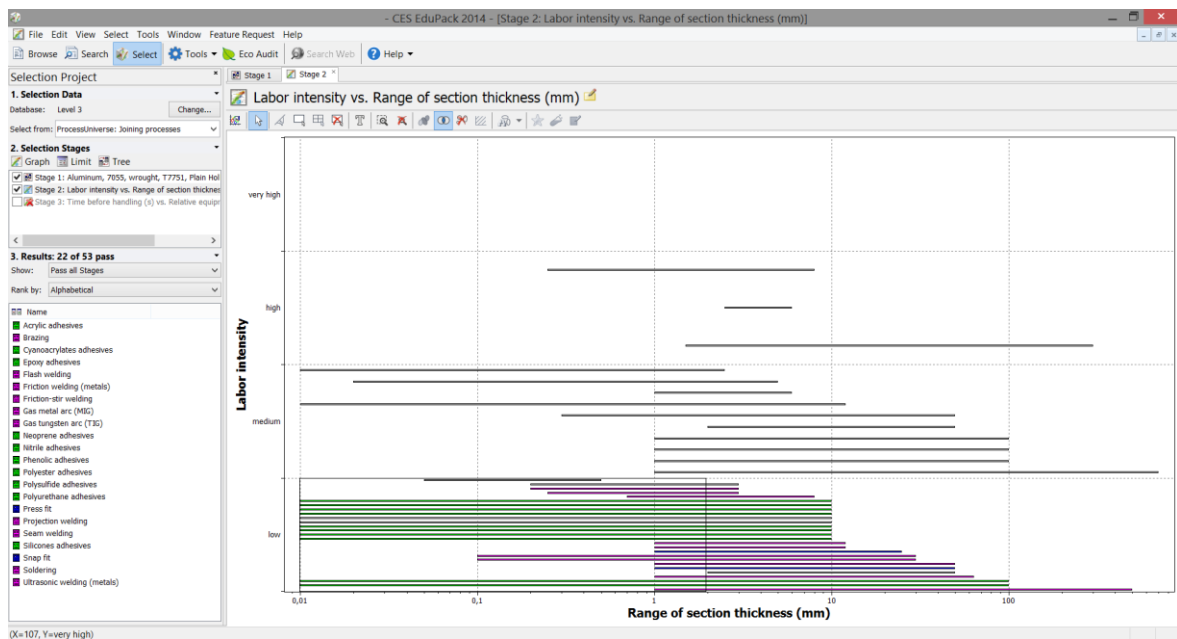 - CES EduPack 2014 - [Stage 2: Labor intensity vs. Range of section thickness (mm)]
File Edit View Select Tools Window Feature Request Help
Browse Search Select Tools Eco Audit Search Web Help
Selection Project
Stage 1 Stage 2
1. Selection Data
Database: Level 3 Change...
Select from: ProcessUniverse: Joining processes
2. Selection Stages
Graph Limit Tree
Stage 1: Aluminum, 7055, wrought, T7751, Plain Hol
Stage 2: Labor intensity vs. Range of section thicknes
Stage 3: Time before handling (s) vs. Relative equipr
3. Results: 22 of 53 pass
Show: Pass all Stages
Rank by: Alphabetical
Name
Acrylic adhesives
Brazing
Cyanoacrylates adhesives
Epoxy adhesives
Flash welding
Friction welding (metals)
Friction-stir welding
Gas metal arc (MIG)
Gas tungsten arc (TIG)
Neoprene adhesives
Nitrile adhesives
Phenolic adhesives
Polyester adhesives
Polysulfide adhesives
Polyurethane adhesives
Press fit
Projection welding
Seam welding
Silicones adhesives
Snap fit
Soldering
Ultrasonic welding (metals)
Labor intensity vs. Range of section thickness (mm)
Labor intensity
very high
high
medium
low
0,01 0,1 1 10 100
Range of section thickness (mm)
(X=107, Y=very high)